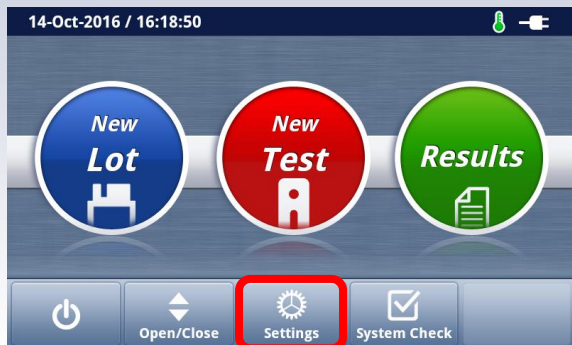 14-Oct-2016 / 16:18:50
New
Lot
New
Test
Results
Open/Close
Settings
System Check